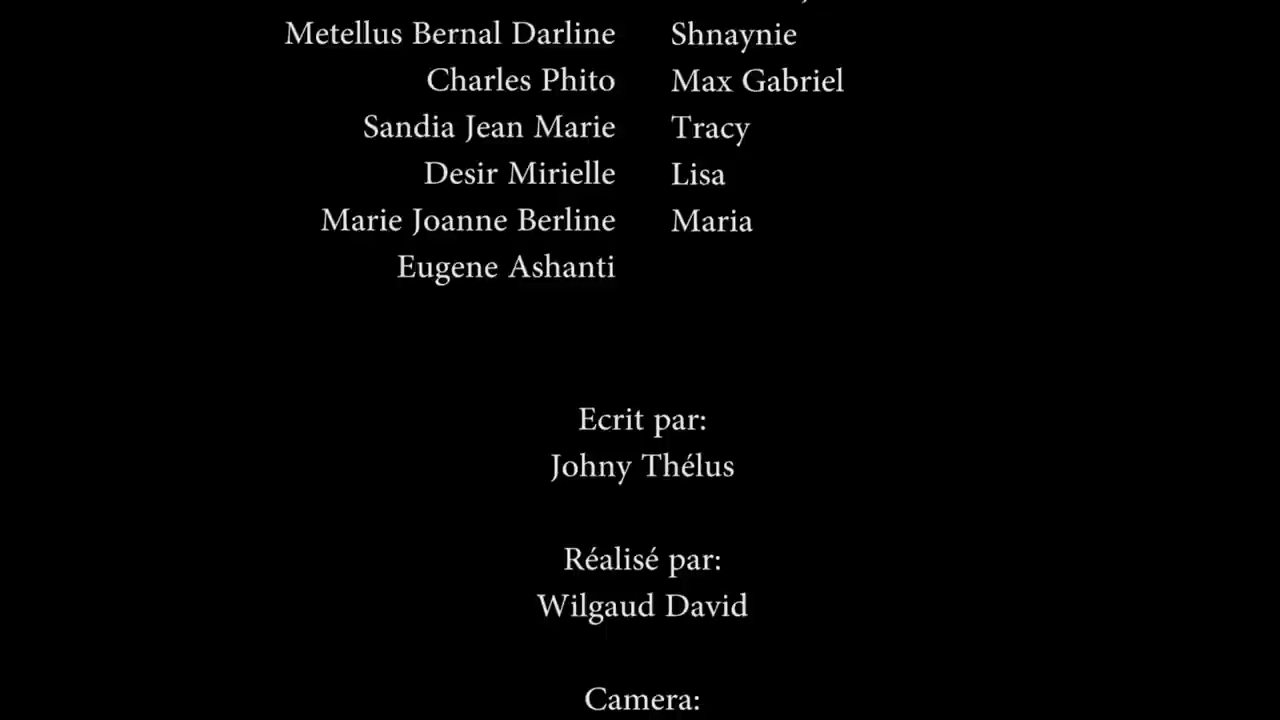 Metellus Bernal Darline Shnaynie
Charles Phito Max Gabriel
Sandia Jean Marie Tracy
Desir Mirielle Lisa
Marie Joanne Berline Maria
Eugene Ashanti
Ecrit par:
Johny Thélus
Réalisé par:
Wilgaud David
Camera: